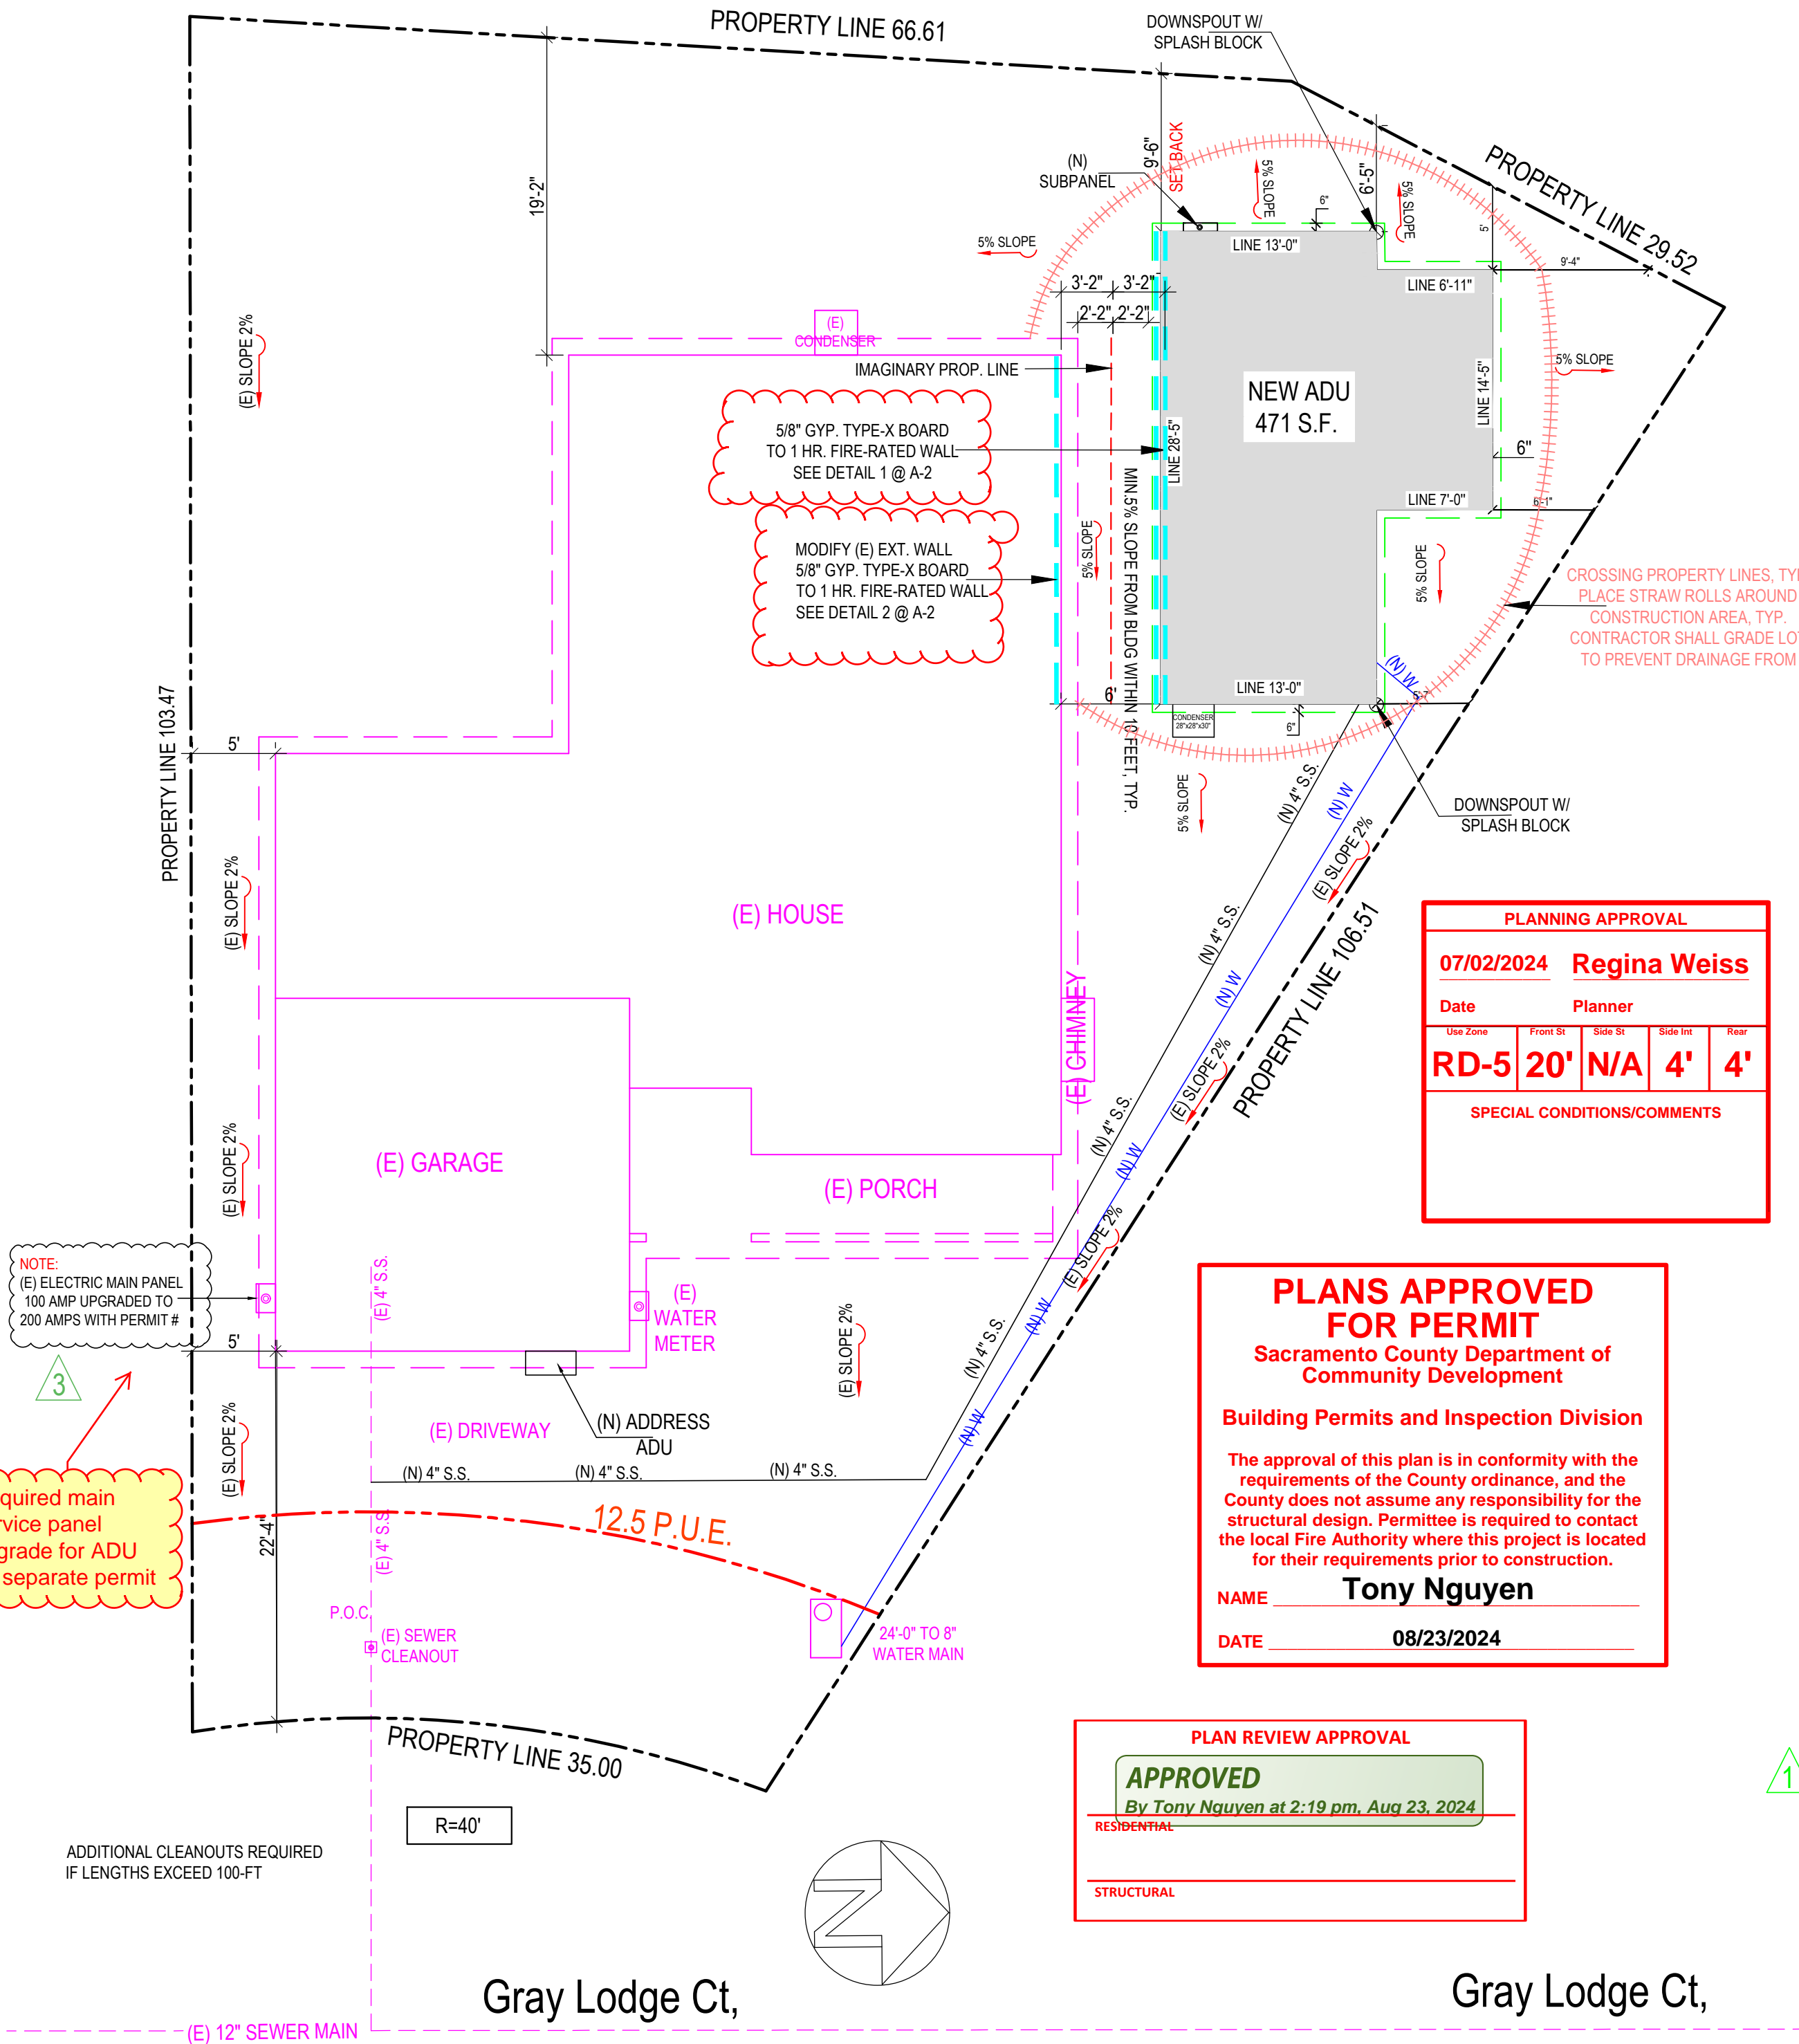 PROPERTY LINE 66.61
DOWNSPOUT W/
SPLASH BLOCK
PROPERTY LINE 29.52
19'-2"
9'-6"
SETBACK
(N)
SUBPANEL
5% SLOPE
6'-5"
5% SLOPE
6"
5'
9'-4"
5% SLOPE
LINE 13'-0"
LINE 6'-11"
3'-2"
3'-2"
2'-2"
2'-2"
(E) SLOPE 2%
(E)
CONDENSER
IMAGINARY PROP. LINE
5% SLOPE
NEW ADU
471 S.F.
LINE 14'-5"
LINE 28'-5"
5/8" GYP. TYPE-X BOARD
TO 1 HR. FIRE-RATED WALL
SEE DETAIL 1 @ A-2
6"
LINE 7'-0"
6'-1"
MODIFY (E) EXT. WALL
5/8" GYP. TYPE-X BOARD
TO 1 HR. FIRE-RATED WALL
SEE DETAIL 2 @ A-2
5% SLOPE
MIN.5% SLOPE FROM BLDG WITHIN 10 FEET, TYP.
5% SLOPE
CROSSING PROPERTY LINES, TYP
PLACE STRAW ROLLS AROUND
CONSTRUCTION AREA, TYP.
CONTRACTOR SHALL GRADE LOT
TO PREVENT DRAINAGE FROM
(N) W
6'
LINE 13'-0"
5'-7"
CONDENSER
28"x28"x30"
6"
PROPERTY LINE 103.47
5'
5% SLOPE
(N) 4" S.S.
(N) W
DOWNSPOUT W/
SPLASH BLOCK
(E) SLOPE 2%
(E) SLOPE 2%
(E) HOUSE
(N) 4" S.S.
(N) W
PROPERTY LINE 106.51
(E) CHIMNEY
(E) SLOPE 2%
PLANNING APPROVAL
07/02/2024 Regina Weiss
Date Planner
Use Zone Front St Side St Side Int Rear
RD-5 20' N/A 4' 4'
SPECIAL CONDITIONS/COMMENTS
(E) SLOPE 2%
(E) GARAGE
(E) PORCH
(N) 4" S.S.
(N) W
(E) SLOPE 2%
NOTE:
(E) ELECTRIC MAIN PANEL
100 AMP UPGRADED TO
200 AMPS WITH PERMIT #
(E) 4" S.S.
(E)
WATER
METER
(E) SLOPE 2%
(N) W
(N) 4" S.S.
5'
3
(E) SLOPE 2%
(E) DRIVEWAY
(N) ADDRESS
ADU
(N) W
(N) 4" S.S.
(N) 4" S.S.
(N) 4" S.S.
quired main
rvice panel
grade for ADU
separate permit
22'-4"
(E) 4" S.S.
12.5 P.U.E.
P.O.C.
(E) SEWER
CLEANOUT
24'-0" TO 8"
WATER MAIN
PLANS APPROVED
FOR PERMIT
Sacramento County Department of
Community Development
Building Permits and Inspection Division
The approval of this plan is in conformity with the
requirements of the County ordinance, and the
County does not assume any responsibility for the
structural design. Permittee is required to contact
the local Fire Authority where this project is located
for their requirements prior to construction.
NAME Tony Nguyen
DATE 08/23/2024
PROPERTY LINE 35.00
R=40'
ADDITIONAL CLEANOUTS REQUIRED
IF LENGTHS EXCEED 100-FT
PLAN REVIEW APPROVAL
APPROVED
By Tony Nguyen at 2:19 pm, Aug 23, 2024
RESIDENTIAL
STRUCTURAL
1
N
Gray Lodge Ct,
Gray Lodge Ct,
(E) 12" SEWER MAIN